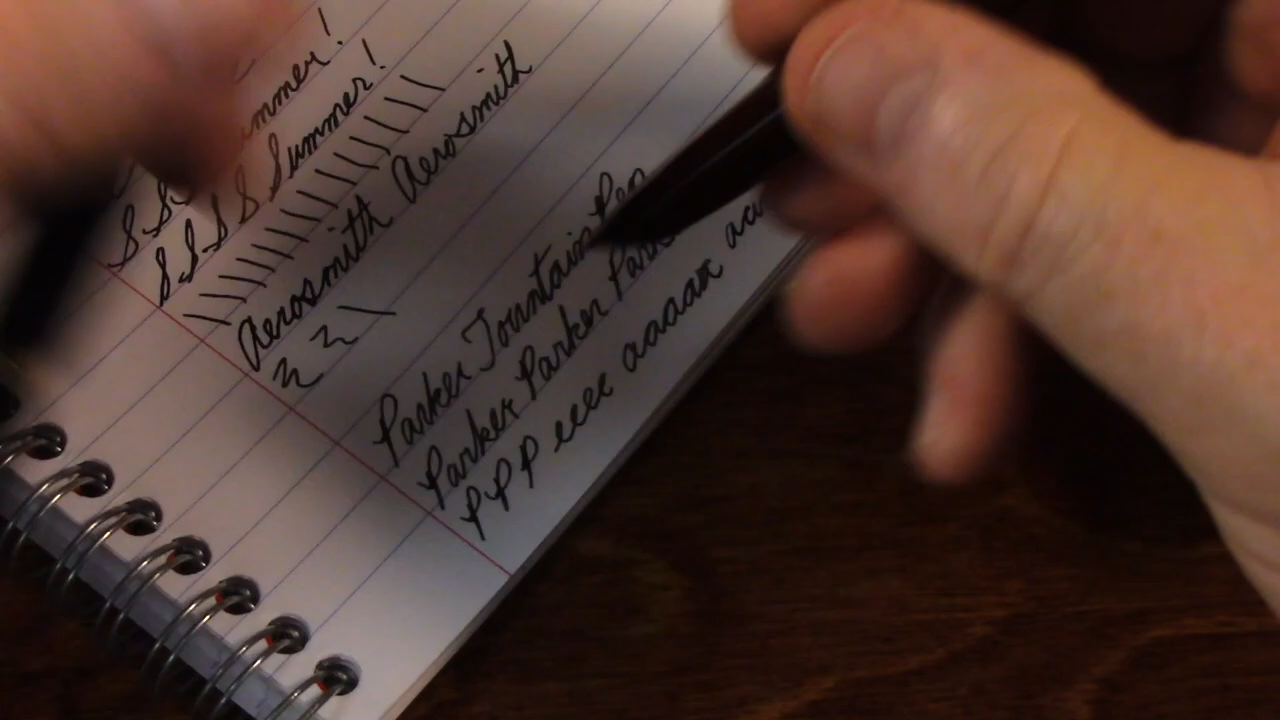 Summer!
S S S S Summer!
\\\\\\\\\\\\
Aerosmith Aerosmith
Parker Fountain Pen
Parker Parker
P P P eeee aaaaa